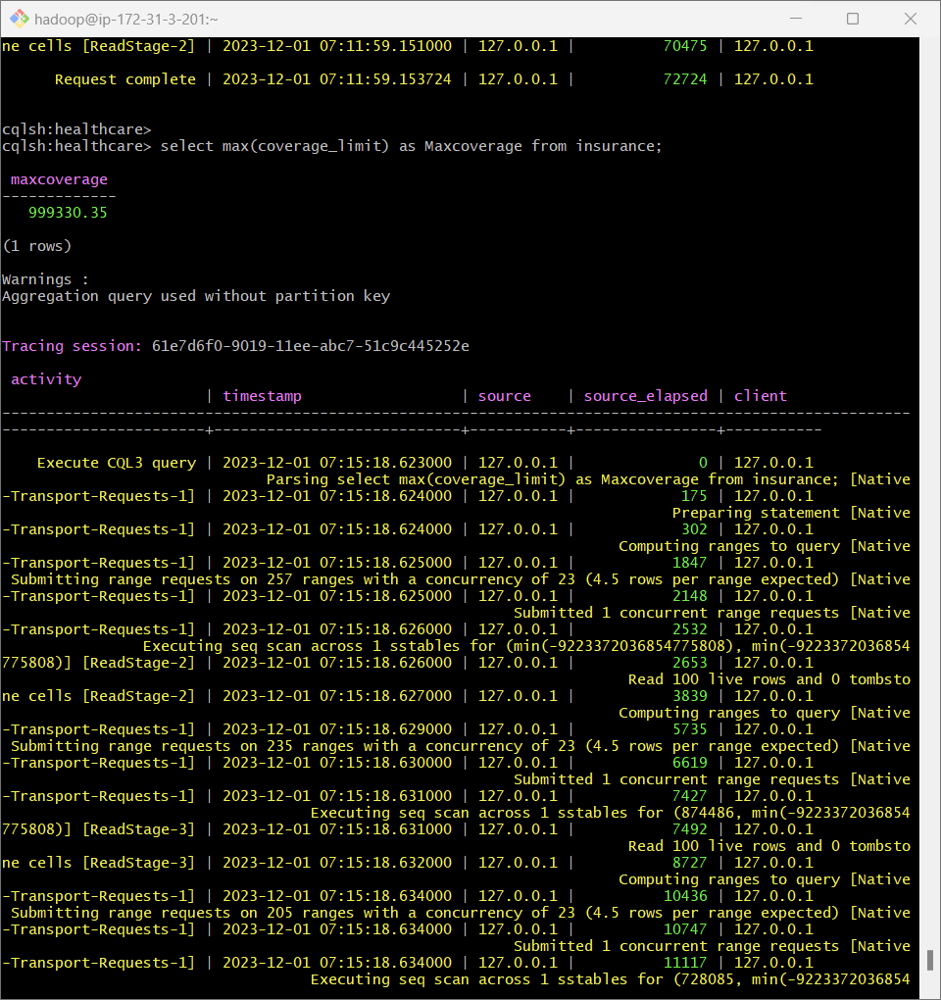 hadoop@ip-172-31-3-201:~
ne cells [ReadStage-2] | 2023-12-01 07:11:59.151000 | 127.0.0.1 | 70475 | 127.0.0.1
Request complete | 2023-12-01 07:11:59.153724 | 127.0.0.1 | 72724 | 127.0.0.1
cqlsh:healthcare>
cqlsh:healthcare> select max(coverage_limit) as Maxcoverage from insurance;
maxcoverage
-------------
999330.35
(1 rows)
Warnings :
Aggregation query used without partition key
Tracing session: 61e7d6f0-9019-11ee-abc7-51c9c445252e
activity
| timestamp | source | source_elapsed | client
-------------------------------------------------------------------------------------------------------
-----------------------+----------------------------+-----------+----------------+-----------
Execute CQL3 query | 2023-12-01 07:15:18.623000 | 127.0.0.1 | 0 | 127.0.0.1
Parsing select max(coverage_limit) as Maxcoverage from insurance; [Native
-Transport-Requests-1] | 2023-12-01 07:15:18.624000 | 127.0.0.1 | 175 | 127.0.0.1
Preparing statement [Native
-Transport-Requests-1] | 2023-12-01 07:15:18.624000 | 127.0.0.1 | 302 | 127.0.0.1
Computing ranges to query [Native
-Transport-Requests-1] | 2023-12-01 07:15:18.625000 | 127.0.0.1 | 1847 | 127.0.0.1
Submitting range requests on 257 ranges with a concurrency of 23 (4.5 rows per range expected) [Native
-Transport-Requests-1] | 2023-12-01 07:15:18.625000 | 127.0.0.1 | 2148 | 127.0.0.1
Submitted 1 concurrent range requests [Native
-Transport-Requests-1] | 2023-12-01 07:15:18.626000 | 127.0.0.1 | 2532 | 127.0.0.1
Executing seq scan across 1 sstables for (min(-9223372036854775808), min(-9223372036854
775808)] [ReadStage-2] | 2023-12-01 07:15:18.626000 | 127.0.0.1 | 2653 | 127.0.0.1
Read 100 live rows and 0 tombsto
ne cells [ReadStage-2] | 2023-12-01 07:15:18.627000 | 127.0.0.1 | 3839 | 127.0.0.1
Computing ranges to query [Native
-Transport-Requests-1] | 2023-12-01 07:15:18.629000 | 127.0.0.1 | 5735 | 127.0.0.1
Submitting range requests on 235 ranges with a concurrency of 23 (4.5 rows per range expected) [Native
-Transport-Requests-1] | 2023-12-01 07:15:18.630000 | 127.0.0.1 | 6619 | 127.0.0.1
Submitted 1 concurrent range requests [Native
-Transport-Requests-1] | 2023-12-01 07:15:18.631000 | 127.0.0.1 | 7427 | 127.0.0.1
Executing seq scan across 1 sstables for (874486, min(-9223372036854
775808)] [ReadStage-3] | 2023-12-01 07:15:18.631000 | 127.0.0.1 | 7492 | 127.0.0.1
Read 100 live rows and 0 tombsto
ne cells [ReadStage-3] | 2023-12-01 07:15:18.632000 | 127.0.0.1 | 8727 | 127.0.0.1
Computing ranges to query [Native
-Transport-Requests-1] | 2023-12-01 07:15:18.634000 | 127.0.0.1 | 10436 | 127.0.0.1
Submitting range requests on 205 ranges with a concurrency of 23 (4.5 rows per range expected) [Native
-Transport-Requests-1] | 2023-12-01 07:15:18.634000 | 127.0.0.1 | 10747 | 127.0.0.1
Submitted 1 concurrent range requests [Native
-Transport-Requests-1] | 2023-12-01 07:15:18.634000 | 127.0.0.1 | 11117 | 127.0.0.1
Executing seq scan across 1 sstables for (728085, min(-9223372036854